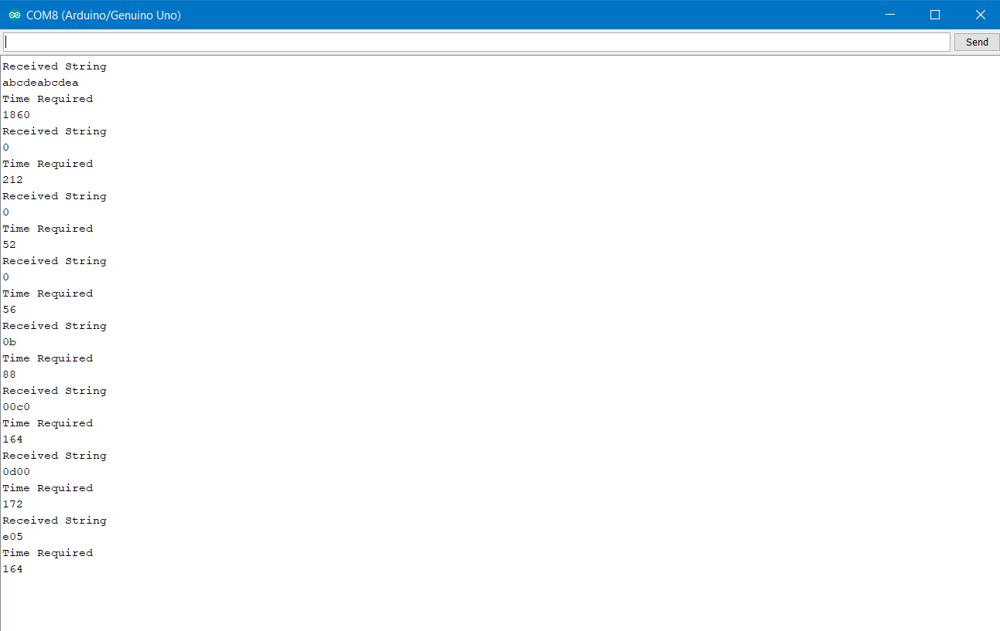 COM8 (Arduino/Genuino Uno)
Send
Received String
abcdeabcdea
Time Required
1860
Received String
0
Time Required
212
Received String
0
Time Required
52
Received String
0
Time Required
56
Received String
0b
Time Required
88
Received String
00c0
Time Required
164
Received String
0d00
Time Required
172
Received String
e05
Time Required
164